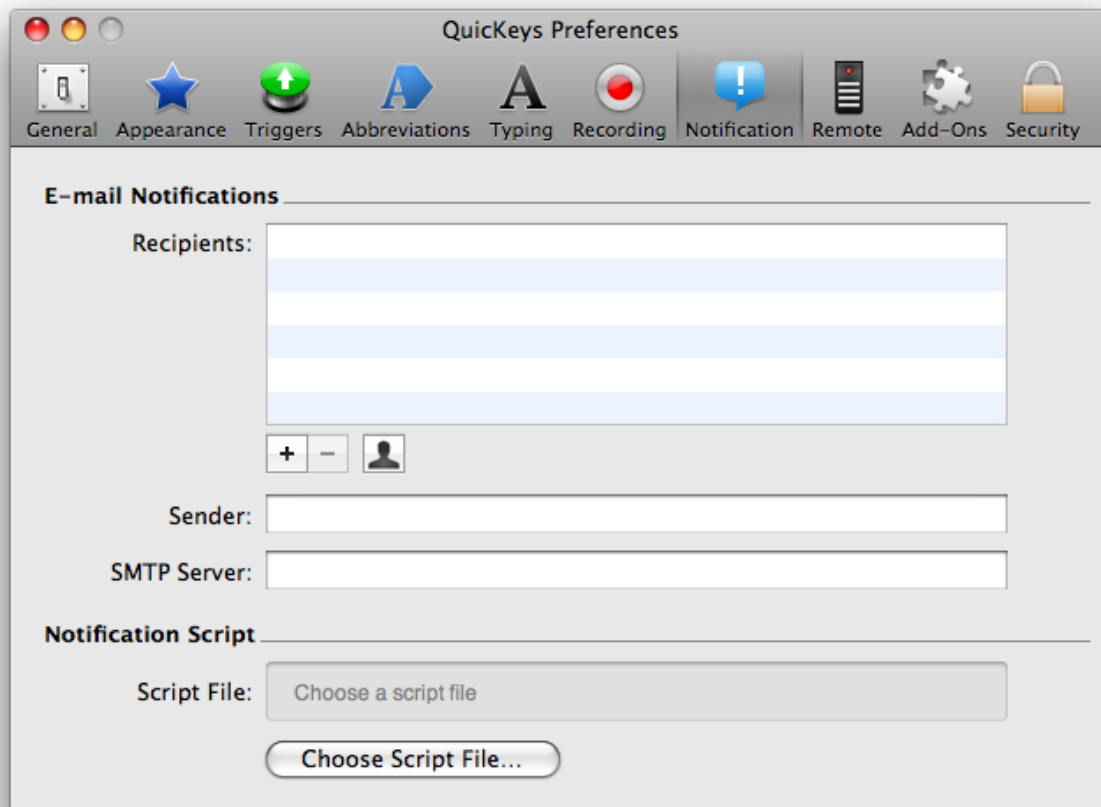 QuicKeys Preferences
General Appearance Triggers Abbreviations Typing Recording Notification Remote Add-Ons Security
E-mail Notifications
Recipients:
Sender:
SMTP Server:
Notification Script
Script File: Choose a script file
Choose Script File...